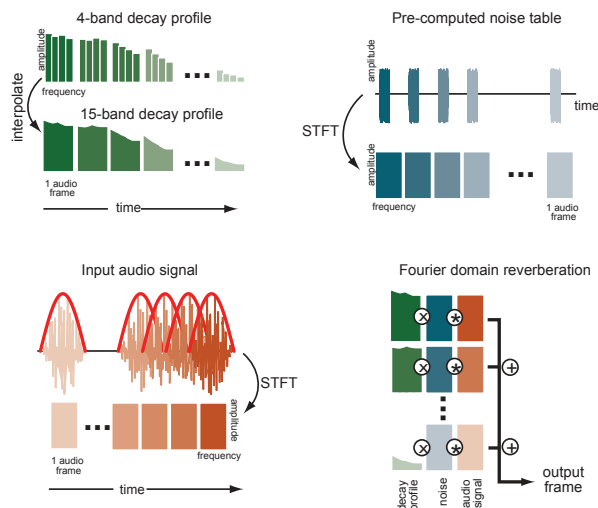 4-band decay profile
amplitude
frequency
interpolate
15-band decay profile
1 audio
frame
time
Pre-computed noise table
amplitude
time
STFT
amplitude
frequency
1 audio
frame
Input audio signal
STFT
amplitude
frequency
1 audio
frame
time
Fourier domain reverberation
x
*
x
*
+
x
*
+
decay
profile
noise
audio
signal
output
frame